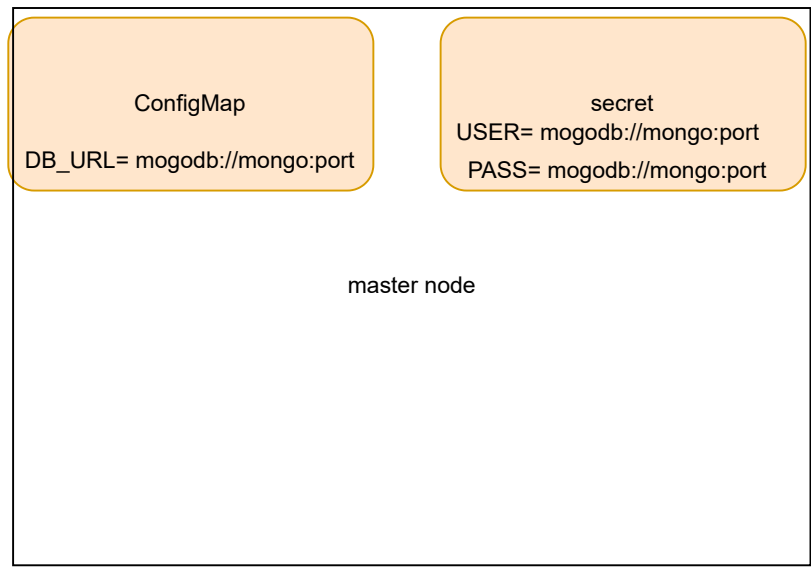 ConfigMap
DB_URL= mogodb://mongo:port
secret
USER= mogodb://mongo:port
PASS= mogodb://mongo:port
master node